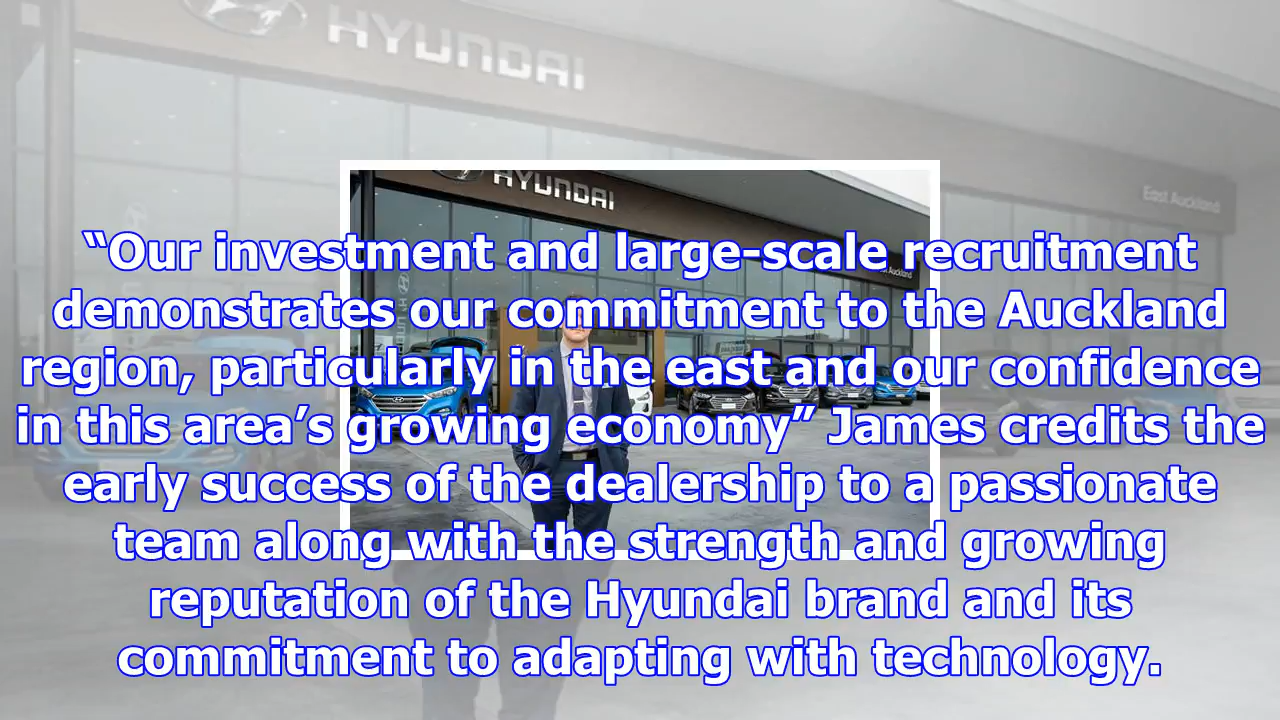 HYUNDAI
East Auckland
HYUNDAI
“Our investment and large-scale recruitment
demonstrates our commitment to the Auckland
region, particularly in the east and our confidence
in this area’s growing economy” James credits the
early success of the dealership to a passionate
team along with the strength and growing
reputation of the Hyundai brand and its
commitment to adapting with technology.